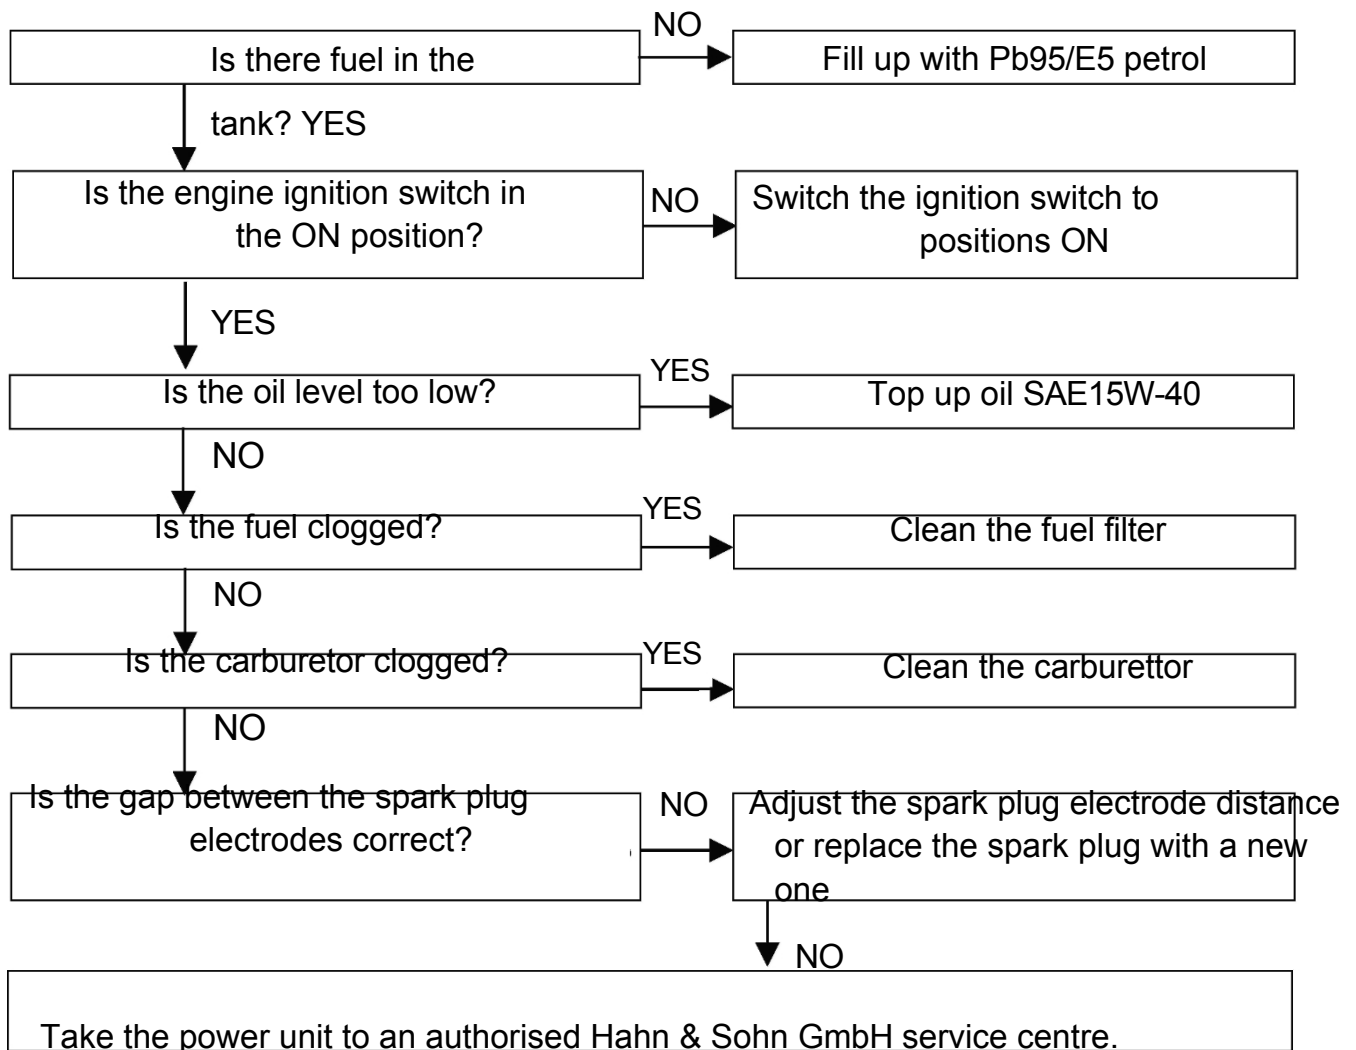 NO
Is there fuel in the
Fill up with Pb95/E5 petrol
tank? YES
Is the engine ignition switch in
the ON position?
NO
Switch the ignition switch to
positions ON
YES
Is the oil level too low?
YES
Top up oil SAE15W-40
NO
Is the fuel clogged?
YES
Clean the fuel filter
NO
Is the carburetor clogged?
YES
Clean the carburettor
NO
Is the gap between the spark plug
electrodes correct?
NO
Adjust the spark plug electrode distance
or replace the spark plug with a new
one
NO
Take the power unit to an authorised Hahn & Sohn GmbH service centre.